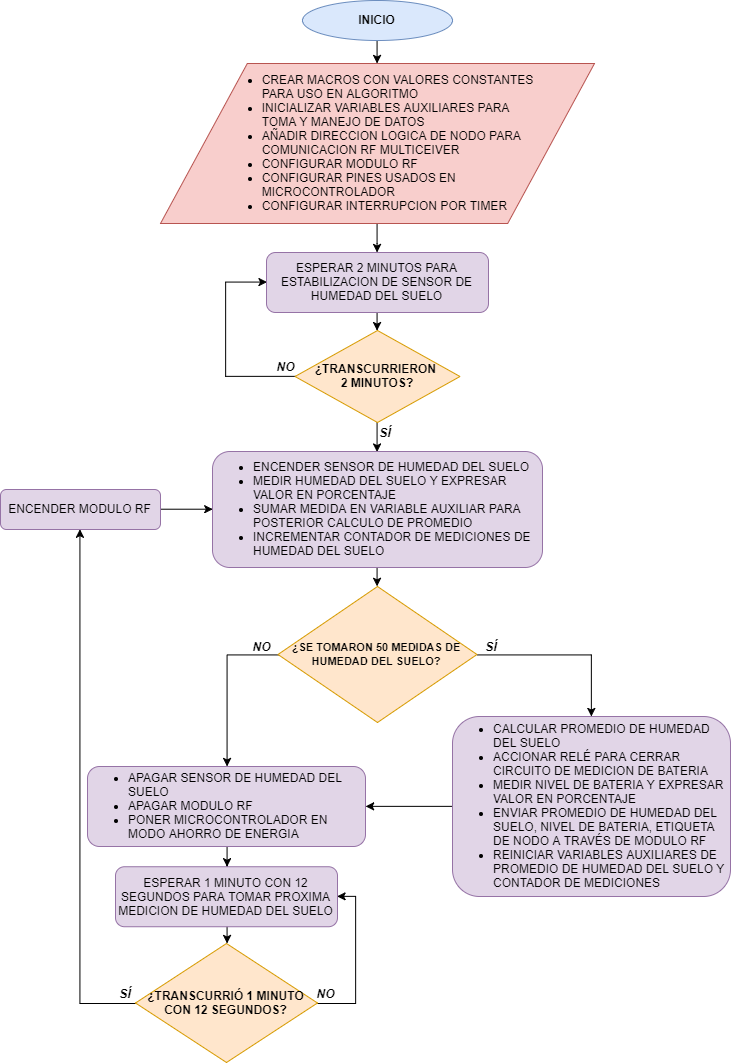 INICIO
• CREAR MACROS CON VALORES CONSTANTES
PARA USO EN ALGORITMO
• INICIALIZAR VARIABLES AUXILIARES PARA
TOMA Y MANEJO DE DATOS
• AÑADIR DIRECCION LOGICA DE NODO PARA
COMUNICACION RF MULTICEIVER
• CONFIGURAR MODULO RF
• CONFIGURAR PINES USADOS EN
MICROCONTROLADOR
• CONFIGURAR INTERRUPCION POR TIMER
ESPERAR 2 MINUTOS PARA
ESTABILIZACION DE SENSOR DE
HUMEDAD DEL SUELO
NO
¿TRANSCURRIERON
2 MINUTOS?
SÍ
ENCENDER MODULO RF
• ENCENDER SENSOR DE HUMEDAD DEL SUELO
• MEDIR HUMEDAD DEL SUELO Y EXPRESAR
VALOR EN PORCENTAJE
• SUMAR MEDIDA EN VARIABLE AUXILIAR PARA
POSTERIOR CALCULO DE PROMEDIO
• INCREMENTAR CONTADOR DE MEDICIONES DE
HUMEDAD DEL SUELO
NO
¿SE TOMARON 50 MEDIDAS DE
HUMEDAD DEL SUELO?
SÍ
• CALCULAR PROMEDIO DE HUMEDAD
DEL SUELO
• ACCIONAR RELÉ PARA CERRAR
CIRCUITO DE MEDICION DE BATERIA
• MEDIR NIVEL DE BATERIA Y EXPRESAR
VALOR EN PORCENTAJE
• ENVIAR PROMEDIO DE HUMEDAD DEL
SUELO, NIVEL DE BATERIA, ETIQUETA
DE NODO A TRAVÉS DE MODULO RF
• REINICIAR VARIABLES AUXILIARES DE
PROMEDIO DE HUMEDAD DEL SUELO Y
CONTADOR DE MEDICIONES
• APAGAR SENSOR DE HUMEDAD DEL
SUELO
• APAGAR MODULO RF
• PONER MICROCONTROLADOR EN
MODO AHORRO DE ENERGIA
ESPERAR 1 MINUTO CON 12
SEGUNDOS PARA TOMAR PROXIMA
MEDICION DE HUMEDAD DEL SUELO
SÍ
¿TRANSCURRIÓ 1 MINUTO
CON 12 SEGUNDOS?
NO